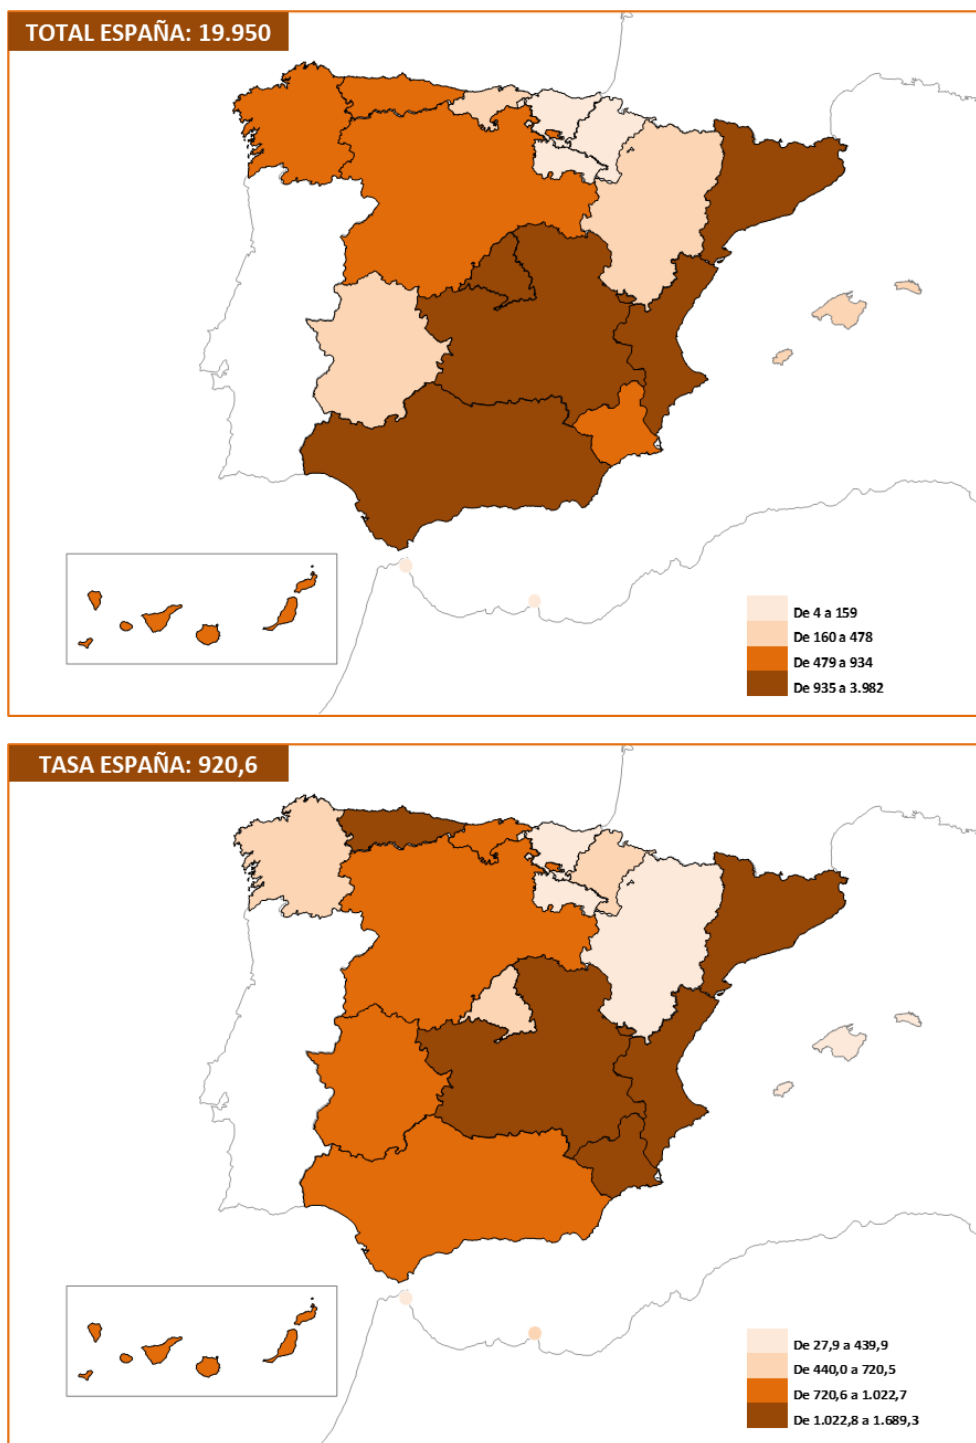 TOTAL ESPAÑA: 19.950
De 4 a 159
De 160 a 478
De 479 a 934
De 935 a 3.982
TASA ESPAÑA: 920,6
De 27,9 a 439,9
De 440,0 a 720,5
De 720,6 a 1.022,7
De 1.022,8 a 1.689,3